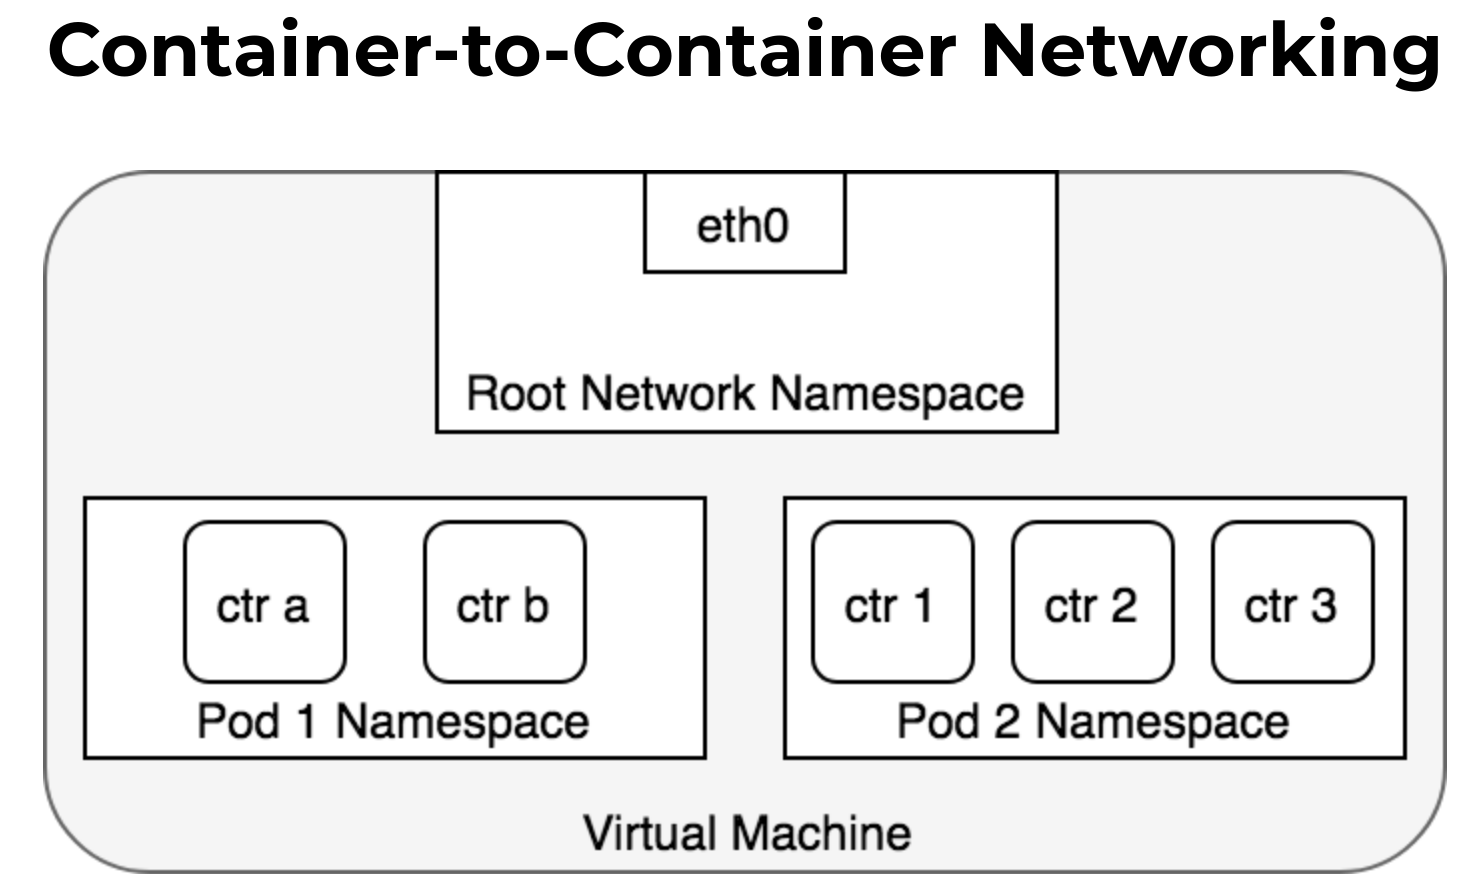 Container-to-Container Networking
eth0
Root Network Namespace
ctr a
ctr b
ctr 1
ctr 2
ctr 3
Pod 1 Namespace
Pod 2 Namespace
Virtual Machine